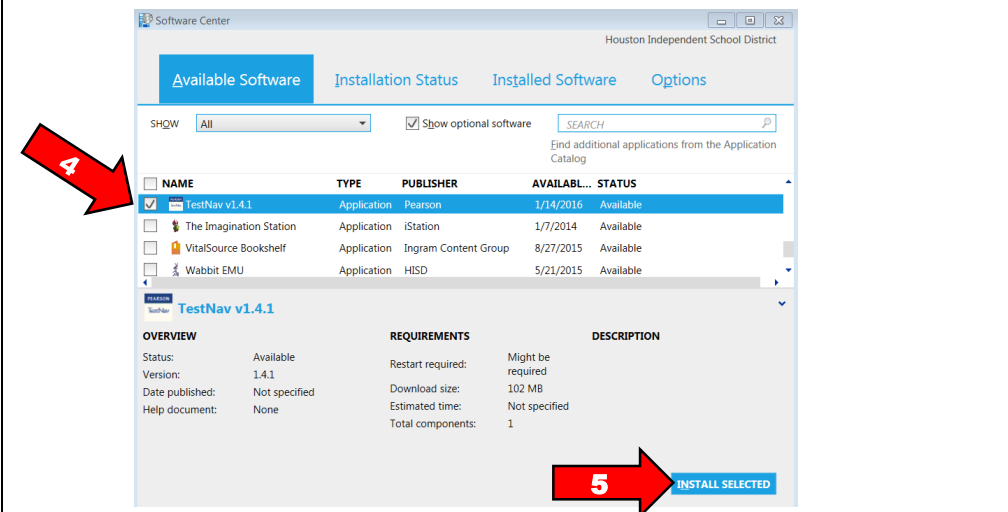 Software Center
Houston Independent School District
Available Software Installation Status Installed Software Options
SHOW All Show optional software SEARCH
Find additional applications from the Application
Catalog
4
NAME TYPE PUBLISHER AVAILABL... STATUS
TestNav v1.4.1 Application Pearson 1/14/2016 Available
The Imagination Station Application iStation 1/7/2014 Available
VitalSource Bookshelf Application Ingram Content Group 8/27/2015 Available
Wabbit EMU Application HISD 5/21/2015 Available
PEARSON
TestNav
TestNav v1.4.1
OVERVIEW REQUIREMENTS DESCRIPTION
Status: Available
Version: 1.4.1
Date published: Not specified
Help document: None
Restart required: Might be
required
Download size: 102 MB
Estimated time: Not specified
Total components: 1
5
INSTALL SELECTED